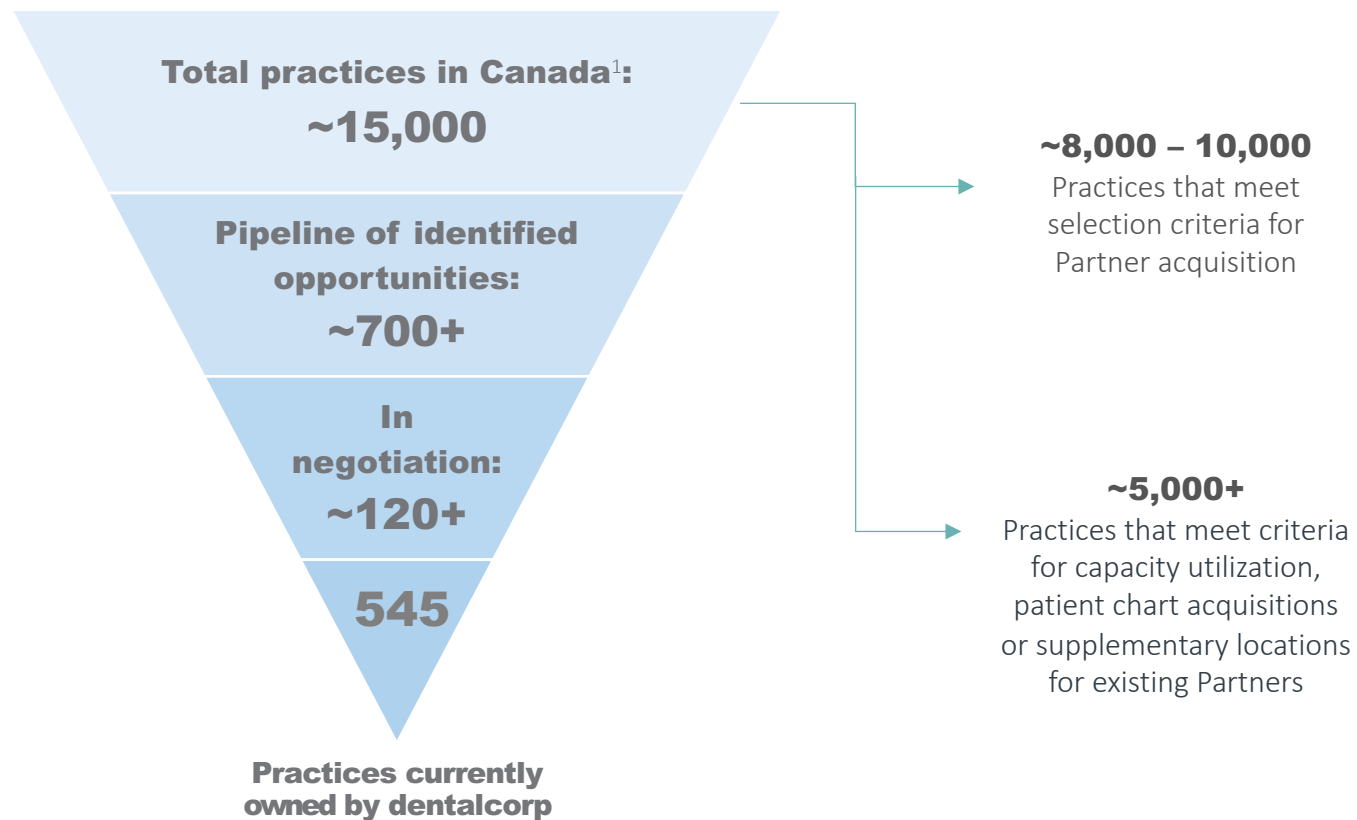 Total practices in Canada¹:
~15,000
Pipeline of identified
opportunities:
~700+
In
negotiation:
~120+
545
Practices currently
owned by dentalcorp
~8,000 – 10,000
Practices that meet
selection criteria for
Partner acquisition
~5,000+
Practices that meet criteria
for capacity utilization,
patient chart acquisitions
or supplementary locations
for existing Partners